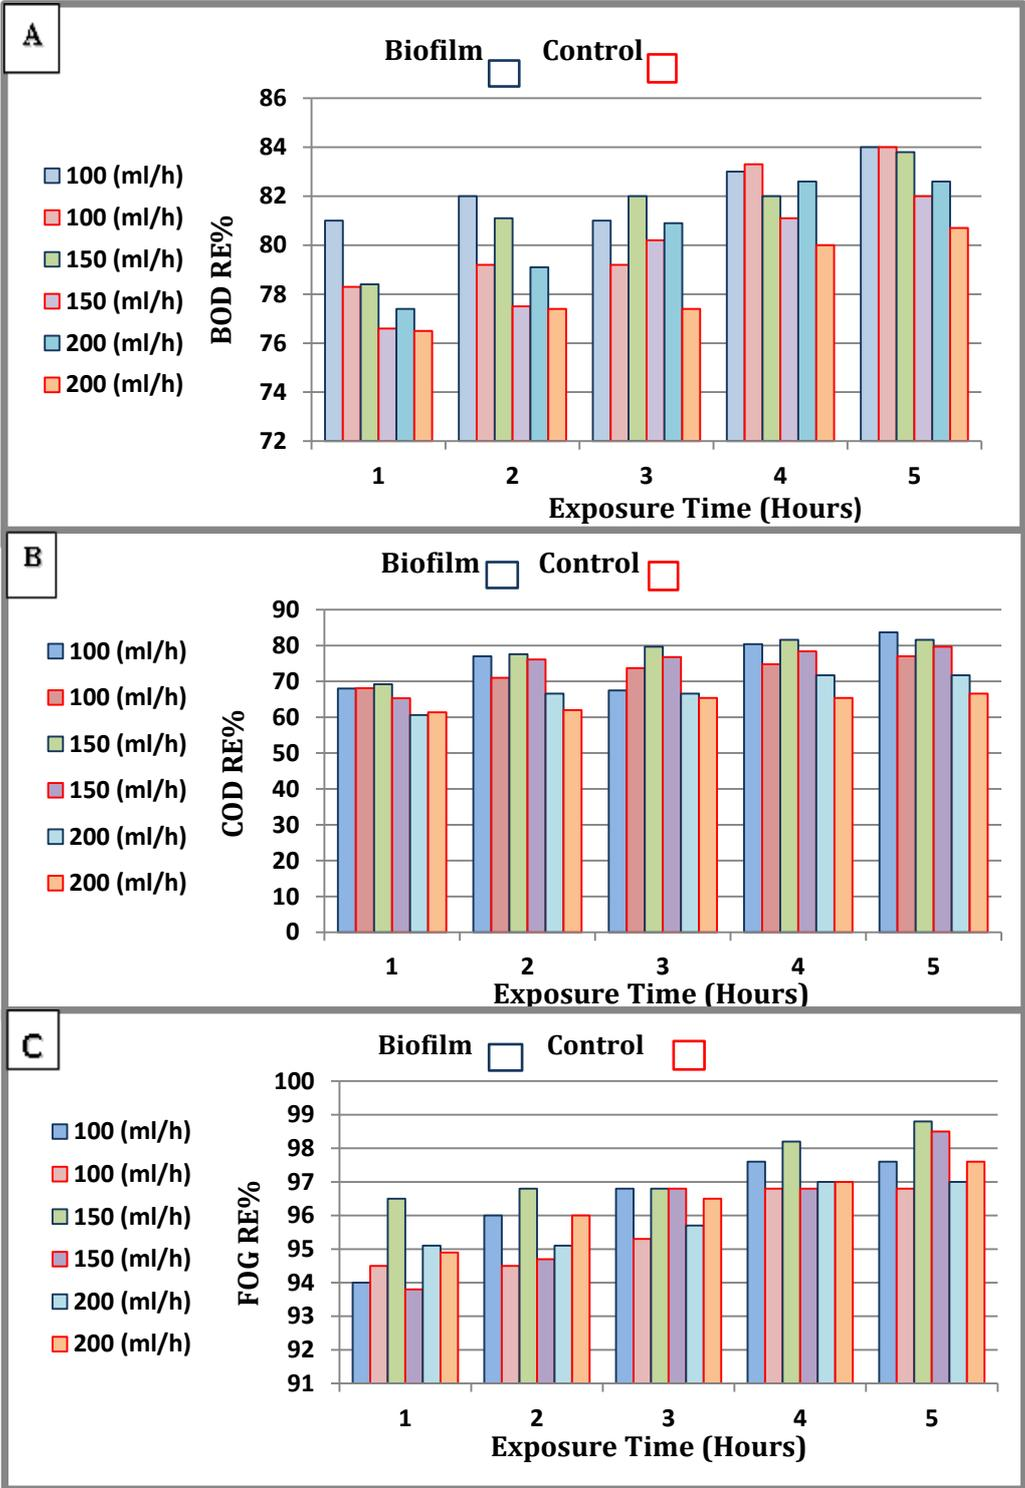 A
Biofilm Control
86
84
82
80
78
76
74
72
BOD RE%
100 (ml/h)
100 (ml/h)
150 (ml/h)
150 (ml/h)
200 (ml/h)
200 (ml/h)
1 2 3 4 5
Exposure Time (Hours)
B
Biofilm Control
90
80
70
60
50
40
30
20
10
0
COD RE%
100 (ml/h)
100 (ml/h)
150 (ml/h)
150 (ml/h)
200 (ml/h)
200 (ml/h)
1 2 3 4 5
Exposure Time (Hours)
C
Biofilm Control
100
99
98
97
96
95
94
93
92
91
FOG RE%
100 (ml/h)
100 (ml/h)
150 (ml/h)
150 (ml/h)
200 (ml/h)
200 (ml/h)
1 2 3 4 5
Exposure Time (Hours)